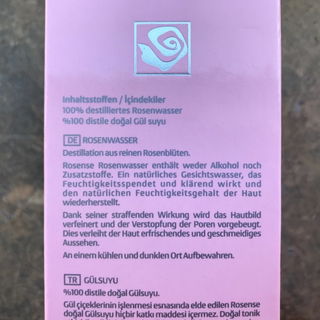 Inhaltsstoffen / İçindekiler
100% destilliertes Rosenwasser
%100 distile doğal Gül suyu
DE ROSENWASSER
Destillation aus reinen Rosenblüten.
Rosense Rosenwasser enthält weder Alkohol noch
Zusatzstoffe. Ein natürliches Gesichtswasser, das
Feuchtigkeitsspendet und klärend wirkt und
den natürlichen Feuchtigkeitsgehalt der Haut
wiederherstellt.
Dank seiner straffenden Wirkung wird das Hautbild
verfeinert und der Verstopfung der Poren vorgebeugt.
Dies verleiht der Haut erfrischendes und geschmeidiges
Aussehen.
An einem kühlen und dunklen Ort Aufbewahren.
TR GÜLSUYU
%100 distile doğal Gülsuyu.
Gül çiçeklerinin işlenmesi esnasında elde edilen Rosense
doğal Gülsuyu hiçbir katkı maddesi içermez. Doğal tonik